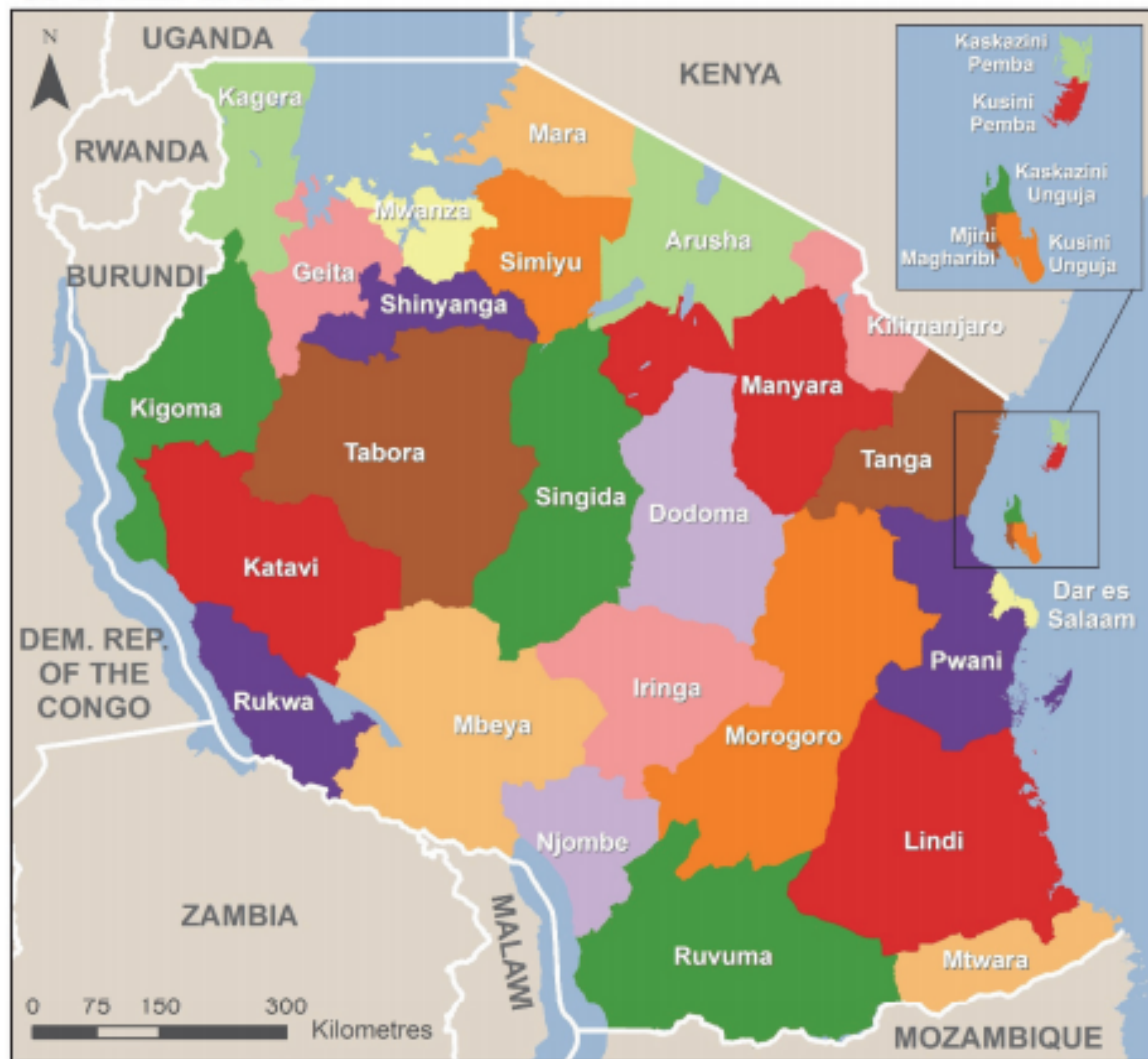 N
UGANDA
KENYA
RWANDA
BURUNDI
DEM. REP.
OF THE
CONGO
ZAMBIA
MALAWI
MOZAMBIQUE
Kagera
Mara
Mwanza
Simiyu
Arusha
Geita
Shinyanga
Kilimanjaro
Kigoma
Manyara
Tabora
Tanga
Singida
Dodoma
Katavi
Dar es
Salaam
Pwani
Rukwa
Iringa
Mbeya
Morogoro
Njombe
Lindi
Ruvuma
Mtwara
Kaskazini
Pemba
Kusini
Pemba
Kaskazini
Unguja
Mjini
Magharibi
Kusini
Unguja
0 75 150 300
Kilometres